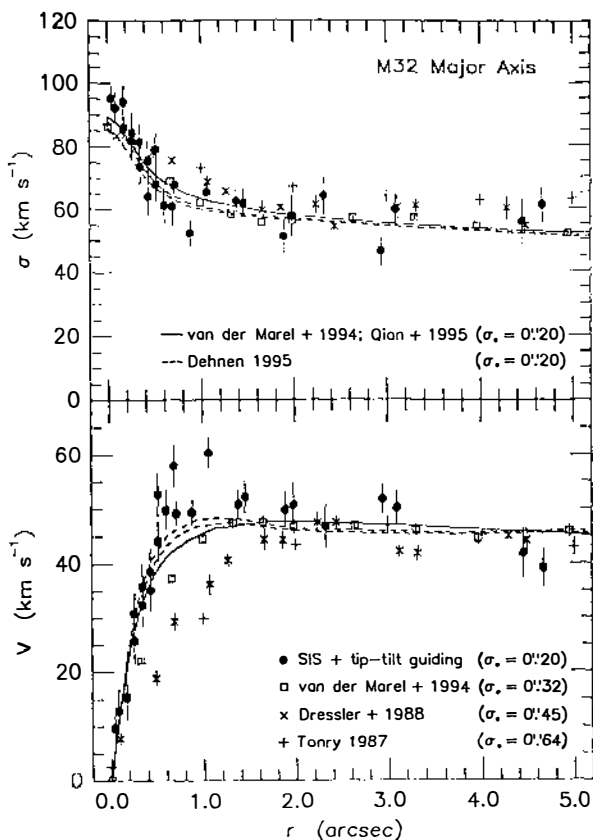 120
M32 Major Axis
100
80
σ (km s⁻¹)
60
40
20
van der Marel + 1994; Qian + 1995 (σ* = 0".20)
Dehnen 1995 (σ* = 0".20)
0
60
V (km s⁻¹)
40
20
SIS + tip-tilt guiding (σ* = 0".20)
van der Marel + 1994 (σ* = 0".32)
Dressler + 1988 (σ* = 0".45)
Tonry 1987 (σ* = 0".64)
0
0.0 1.0 2.0 3.0 4.0 5.0
r (arcsec)